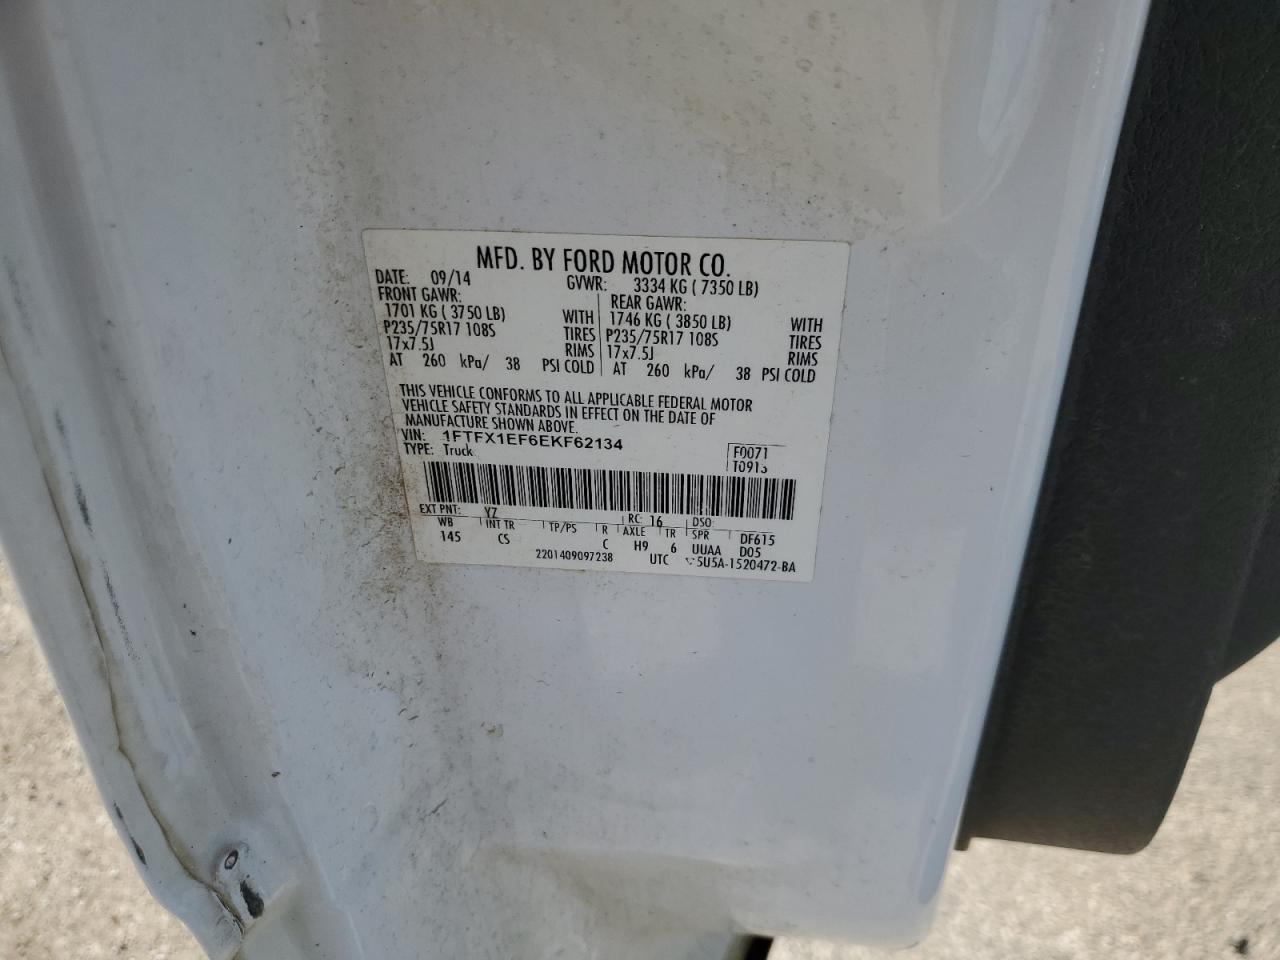 MFD. BY FORD MOTOR CO.
DATE: 09/14 GVWR: 3334 KG ( 7350 LB)
FRONT GAWR: REAR GAWR:
1701 KG ( 3750 LB) WITH 1746 KG ( 3850 LB) WITH
P235/75R17 108S TIRES P235/75R17 108S TIRES
17x7.5J RIMS 17x7.5J RIMS
AT 260 kPa/ 38 PSI COLD AT 260 kPa/ 38 PSI COLD
THIS VEHICLE CONFORMS TO ALL APPLICABLE FEDERAL MOTOR
VEHICLE SAFETY STANDARDS IN EFFECT ON THE DATE OF
MANUFACTURE SHOWN ABOVE.
VIN: 1FTFX1EF6EKF62134
TYPE: Truck F0071
T0913
EXT PNT: YZ RC: 16 DSO:
WB INT TR TP/PS R AXLE TR SPR DF615
145 CS C H9 6 UUAA D05
2201409097238 UTC 5U5A-1520472-BA